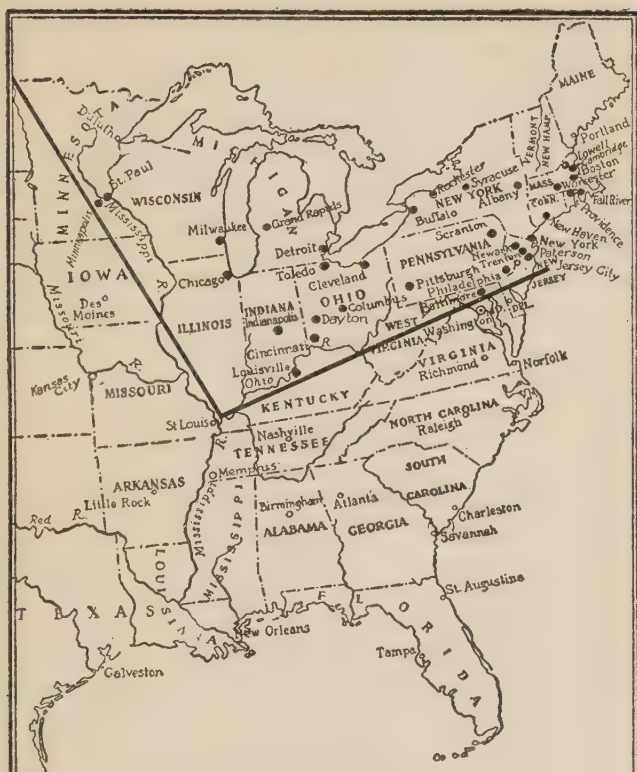 MAINE
VERMONT
NEW HAMP.
Portland
Lowell
Cambridge
Boston
MASS.
Worcester
CONN.
Fall River
Providence
New Haven
Duluth
MINNESOTA
MICHIGAN
St. Paul
Minneapolis
WISCONSIN
Mississippi R.
Rochester
Syracuse
NEW YORK
Albany
Buffalo
Milwaukee
Grand Rapids
Scranton
Detroit
PENNSYLVANIA
New York
Newark
Paterson
Trenton
Jersey City
NEW JERSEY
IOWA
Chicago
Toledo
Cleveland
Pittsburgh
Philadelphia
Baltimore
OHIO
Columbus
Des Moines
Missouri R.
ILLINOIS
INDIANA
Indianapolis
Dayton
WEST VIRGINIA
Washington
DEL.
Cincinnati
R.
VIRGINIA
Richmond
Louisville
Ohio
Norfolk
Kansas City
MISSOURI
KENTUCKY
St Louis
R.
Nashville
TENNESSEE
NORTH CAROLINA
Raleigh
Memphis
SOUTH CAROLINA
ARKANSAS
Little Rock
Mississippi
MISSISSIPPI
Birmingham
Atlanta
ALABAMA
GEORGIA
Charleston
Savannah
Red R.
LOUISIANA
TEXAS
St. Augustine
FLORIDA
New Orleans
Tampa
Galveston